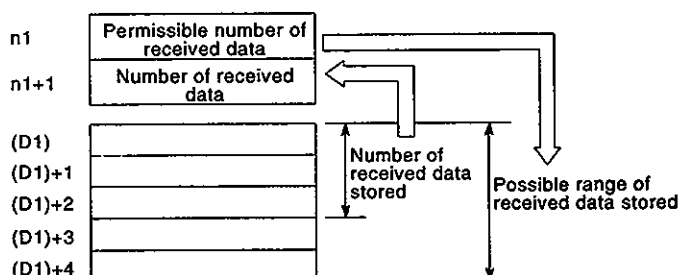 n1
Permissible number of
received data
n1+1
Number of received
data
(D1)
(D1)+1
(D1)+2
(D1)+3
(D1)+4
Number of
received data
stored
Possible range of
received data stored